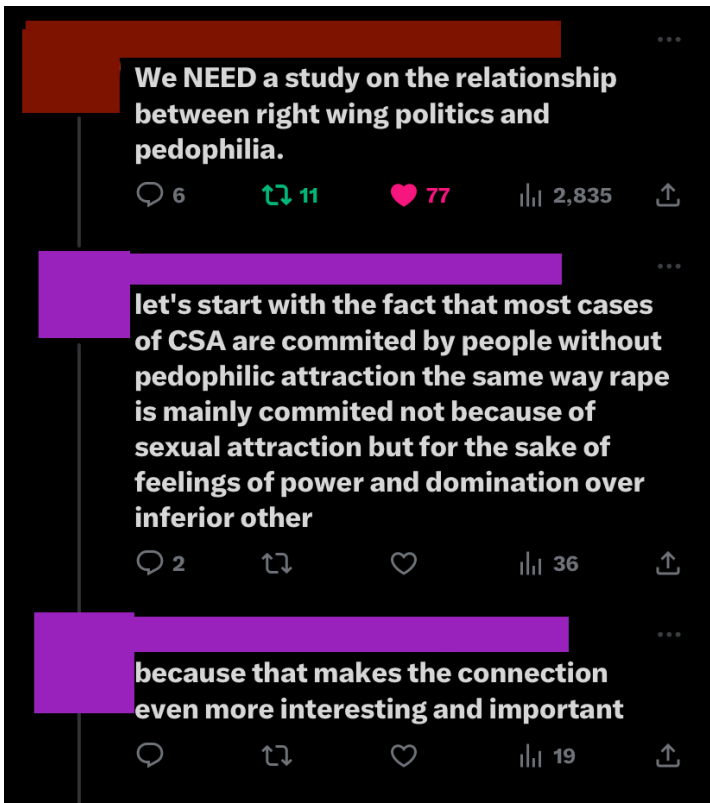 We NEED a study on the relationship
between right wing politics and
pedophilia.
6 11 77 2,835
let's start with the fact that most cases
of CSA are commited by people without
pedophilic attraction the same way rape
is mainly commited not because of
sexual attraction but for the sake of
feelings of power and domination over
inferior other
2 36
because that makes the connection
even more interesting and important
19